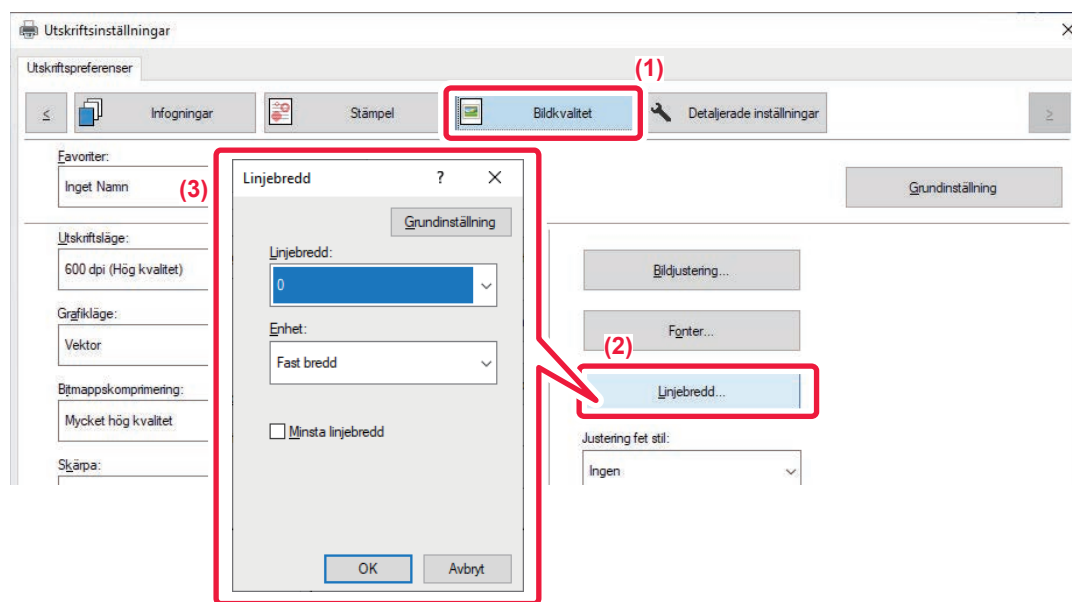 Utskriftsinställningar
Utskriftspreferenser
(1)
≤ Infogningar Stämpel Bildkvalitet Detaljerade inställningar ≥
Favoriter:
Inget Namn
Grundinställning
(3)
Linjebredd ? ×
Grundinställning
Linjebredd:
0
Enhet:
Fast bredd
Minsta linjebredd
OK Avbryt
Utskriftsläge:
600 dpi (Hög kvalitet)
Grafikläge:
Vektor
Bitmappskomprimering:
Mycket hög kvalitet
Skärpa:
Bildjustering...
Fonter...
(2)
Linjebredd...
Justering fet stil:
Ingen